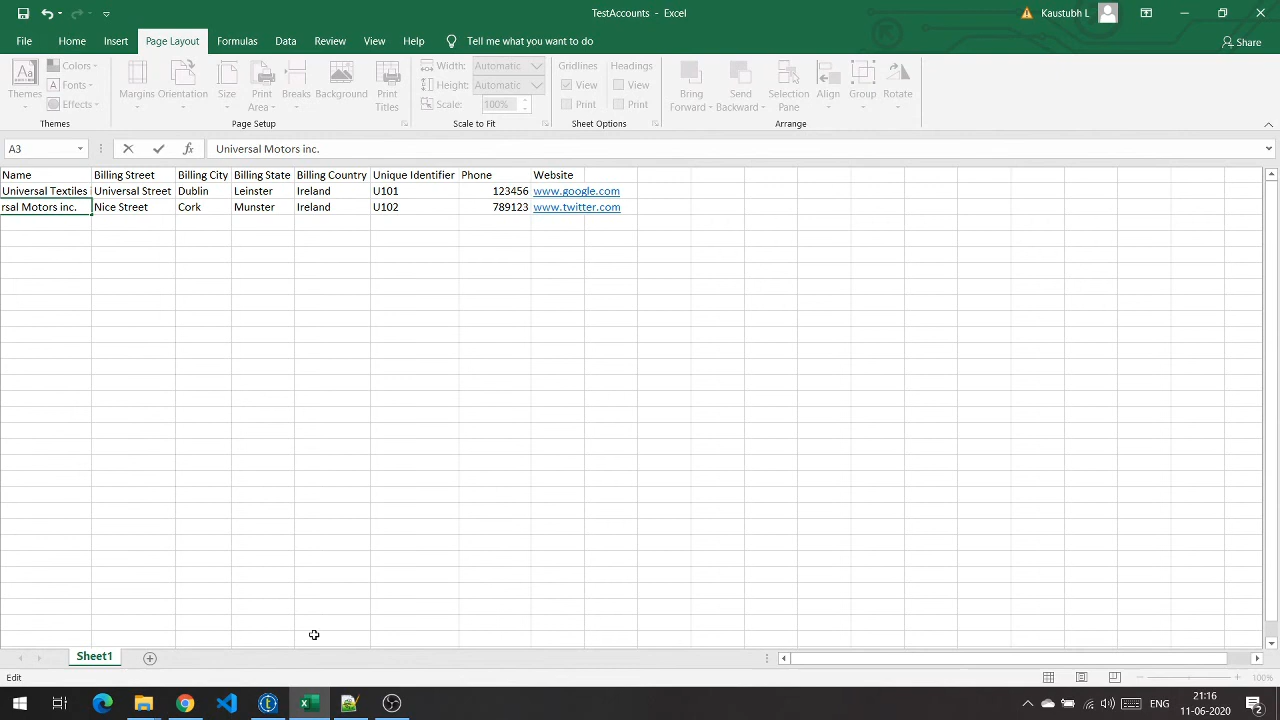 TestAccounts - Excel
Kaustubh L
File Home Insert Page Layout Formulas Data Review View Help Tell me what you want to do
Share
Themes
Colors
Fonts
Effects
Themes
Margins Orientation Size Print Area Breaks Background Print Titles
Page Setup
Width: Automatic
Height: Automatic
Scale: 100%
Scale to Fit
Gridlines Headings
View View
Print Print
Sheet Options
Bring Forward Send Backward Selection Pane Align Group Rotate
Arrange
A3 fx Universal Motors inc.
Name Billing Street Billing City Billing State Billing Country Unique Identifier Phone Website
Universal Textiles Universal Street Dublin Leinster Ireland U101 123456 www.google.com
rsal Motors inc. Nice Street Cork Munster Ireland U102 789123 www.twitter.com
Sheet1
Edit
100%
ENG
21:16
11-06-2020
2